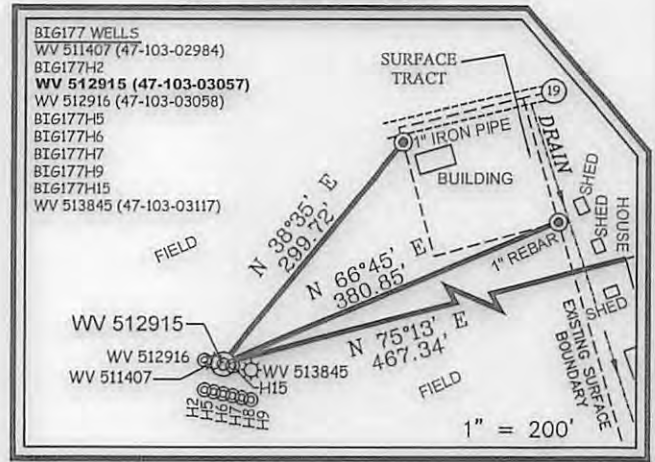 BIG177 WELLS
WV 511407 (47-103-02984)
BIG177H2
WV 512915 (47-103-03057)
WV 512916 (47-103-03058)
BIG177H5
BIG177H6
BIG177H7
BIG177H9
BIG177H15
WV 513845 (47-103-03117)
SURFACE
TRACT
19
1" IRON PIPE
BUILDING
DRAIN
SHED
SHED
HOUSE
FIELD
N 38°35' E
299.72'
N 66°45' E
380.85'
1" REBAR
SHED
N 75°13' E
467.34'
EXISTING SURFACE
BOUNDARY
WV 512915
WV 512916
WV 511407
WV 513845
H15
FIELD
H2
H5
H6
H7
H8
H9
1" = 200'